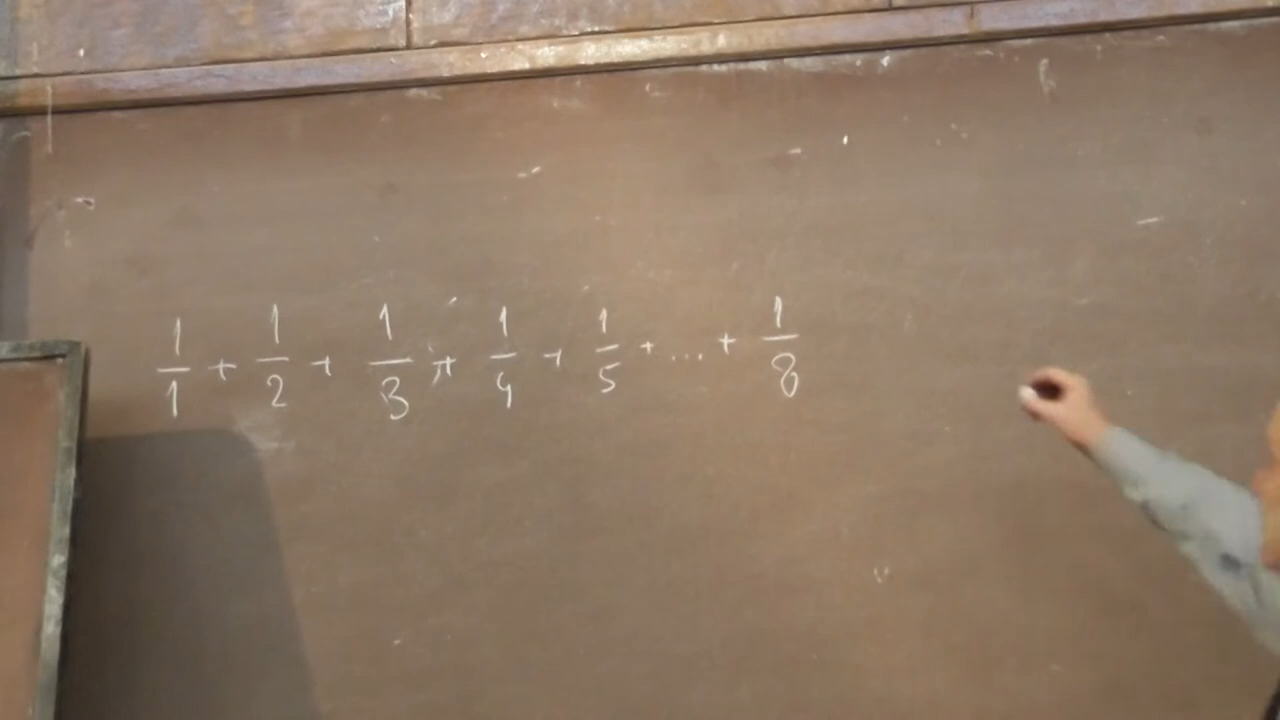 1/1 + 1/2 + 1/3 + 1/4 + 1/5 + ... + 1/8